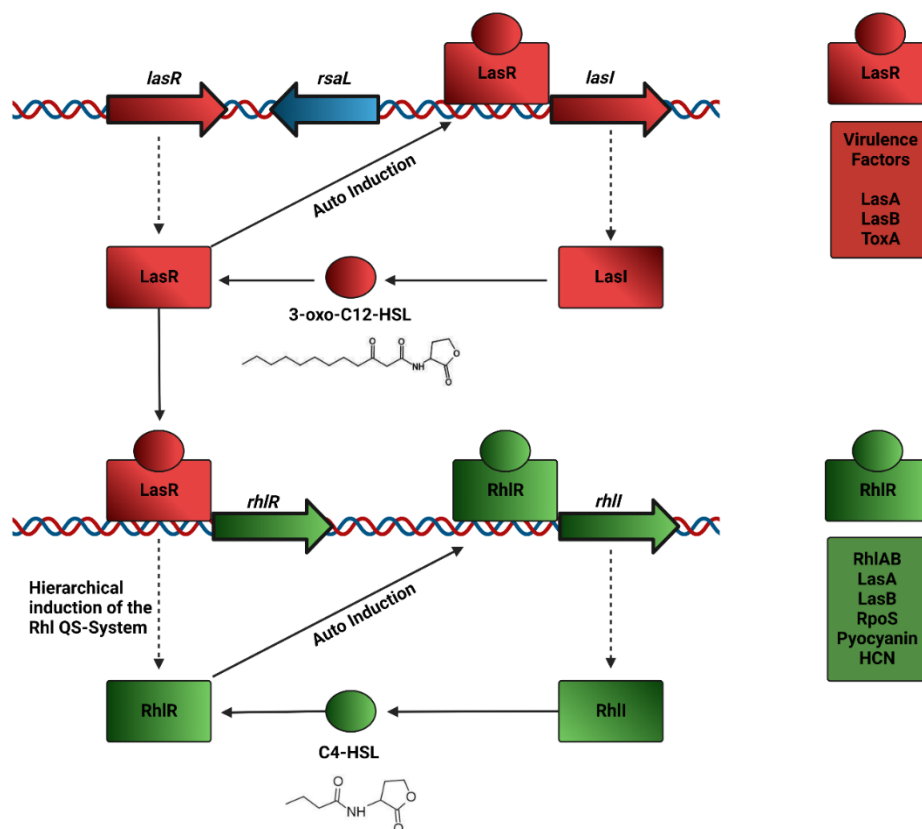 lasR
rsaL
LasR
lasI
Auto Induction
LasR
3-oxo-C12-HSL
LasI
O
O
NH
O
O
LasR
Virulence
Factors
LasA
LasB
ToxA
LasR
rhlR
RhlR
rhlI
Hierarchical
induction of the
Rhl QS-System
Auto Induction
RhlR
C4-HSL
RhlI
O
NH
O
O
RhlR
RhlAB
LasA
LasB
RpoS
Pyocyanin
HCN